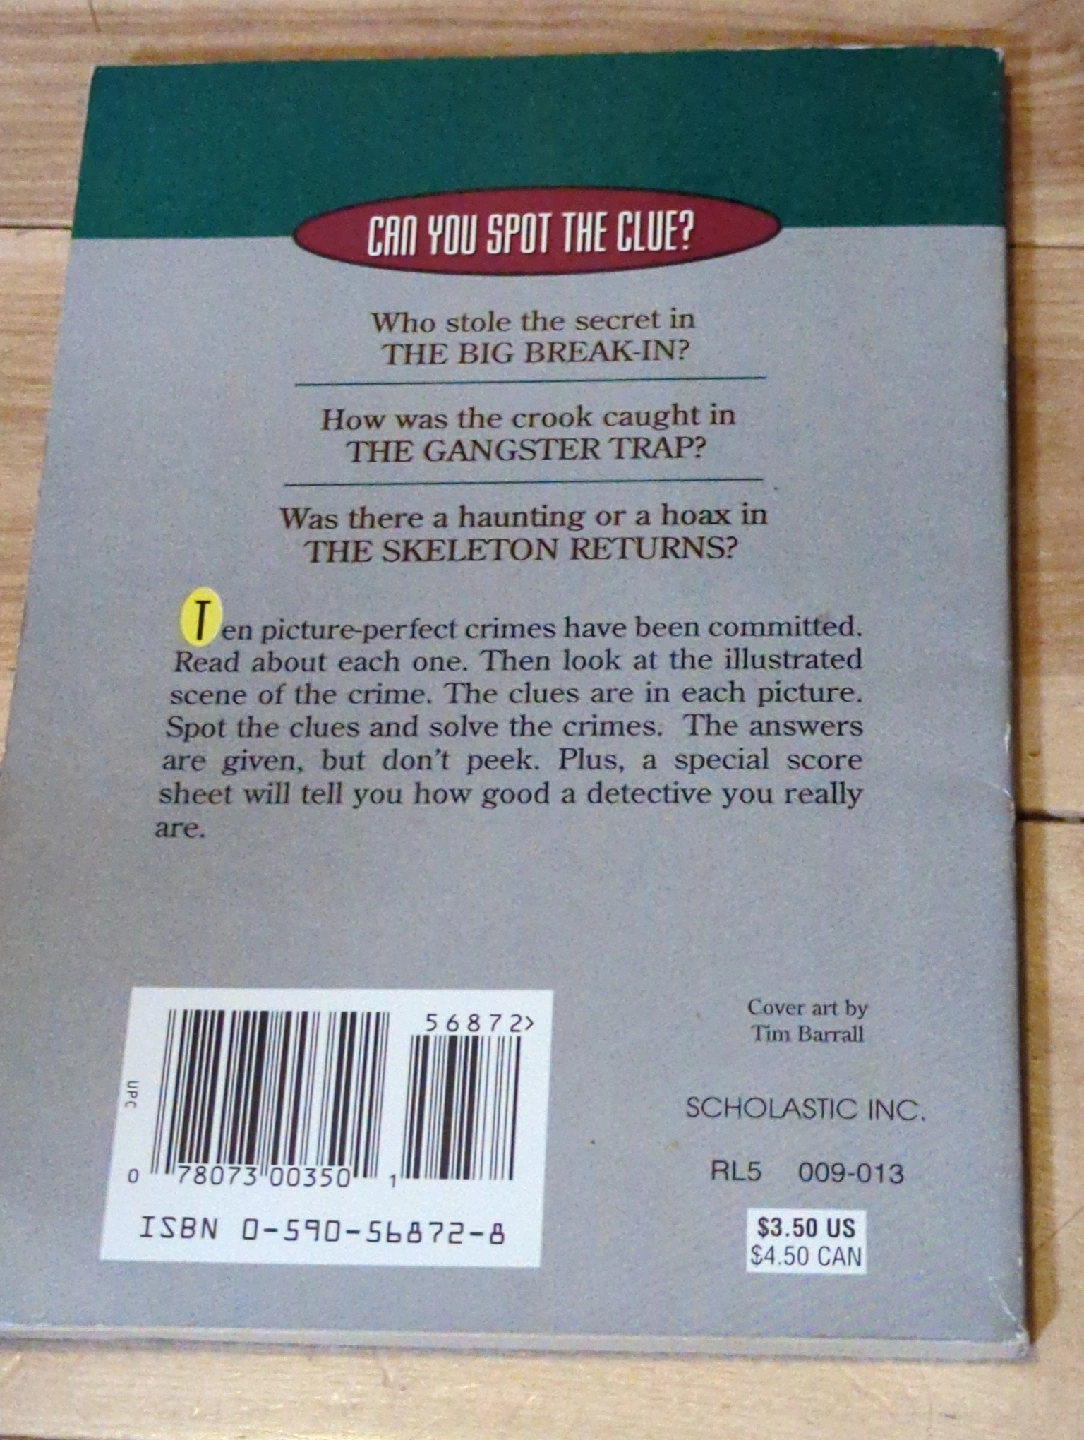 CAN YOU SPOT THE CLUE?
Who stole the secret in
THE BIG BREAK-IN?
How was the crook caught in
THE GANGSTER TRAP?
Was there a haunting or a hoax in
THE SKELETON RETURNS?
Ten picture-perfect crimes have been committed.
Read about each one. Then look at the illustrated
scene of the crime. The clues are in each picture.
Spot the clues and solve the crimes. The answers
are given, but don't peek. Plus, a special score
sheet will tell you how good a detective you really
are.
Cover art by
Tim Barrall
SCHOLASTIC INC.
RL5 009-013
$3.50 US
$4.50 CAN
56872>
UPC
0 78073 00350 1
ISBN 0-590-56872-8